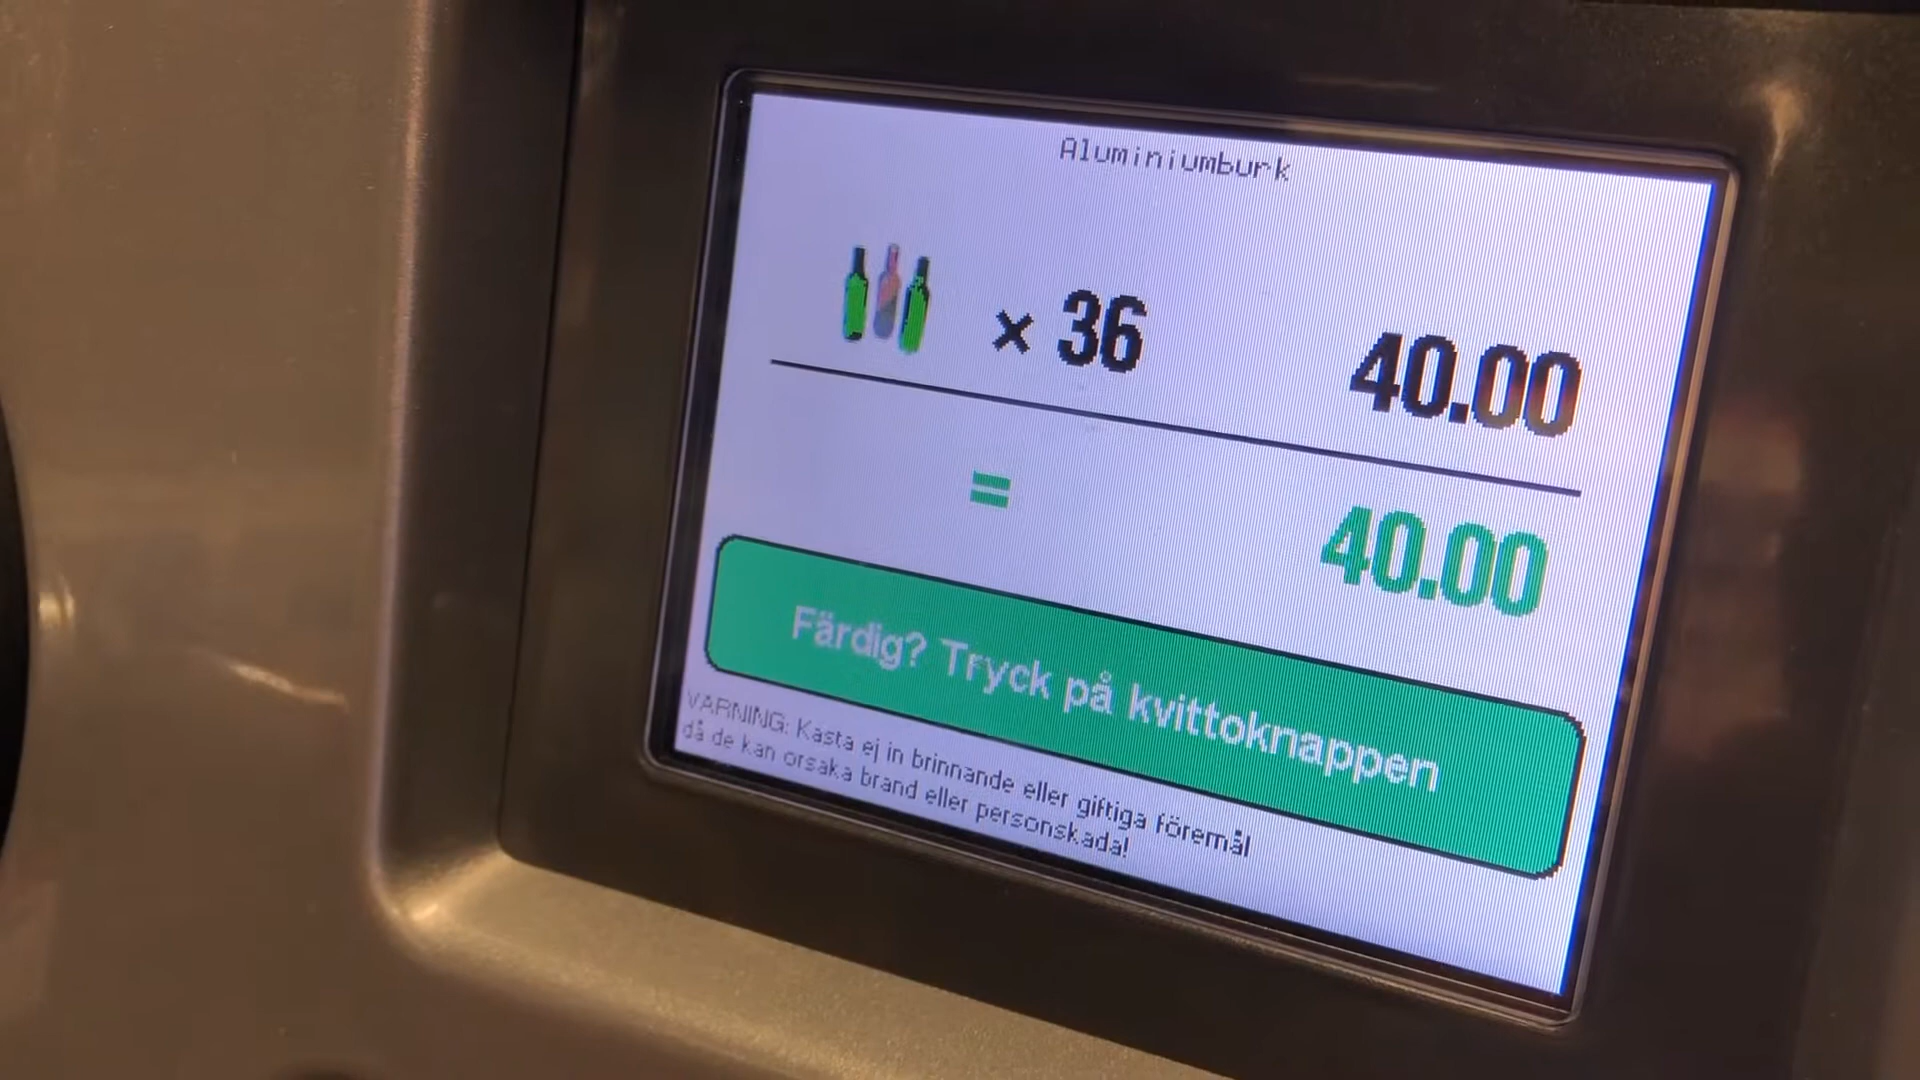 Aluminiumburk
× 36 40.00
= 40.00
Färdig? Tryck på kvittoknappen
VARNING: Kasta ej in brinnande eller giftiga föremål
då de kan orsaka brand eller personskada!